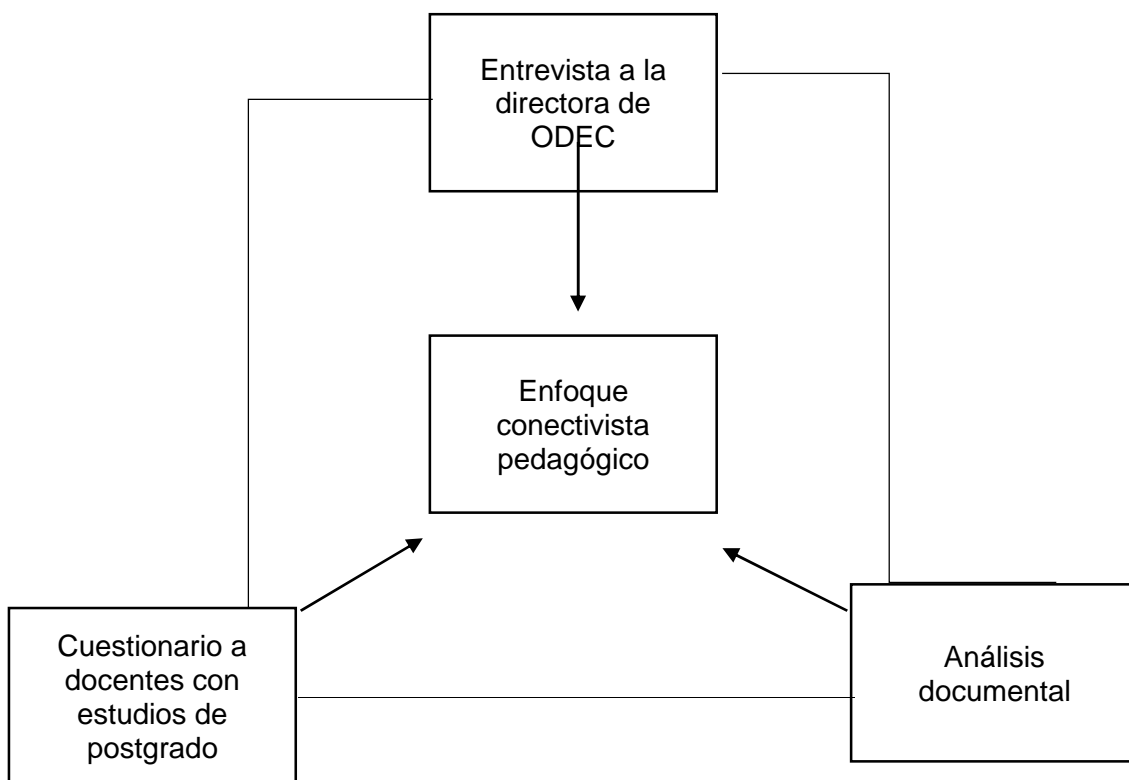 Entrevista a la
directora de
ODEC
Enfoque
conectivista
pedagógico
Cuestionario a
docentes con
estudios de
postgrado
Análisis
documental